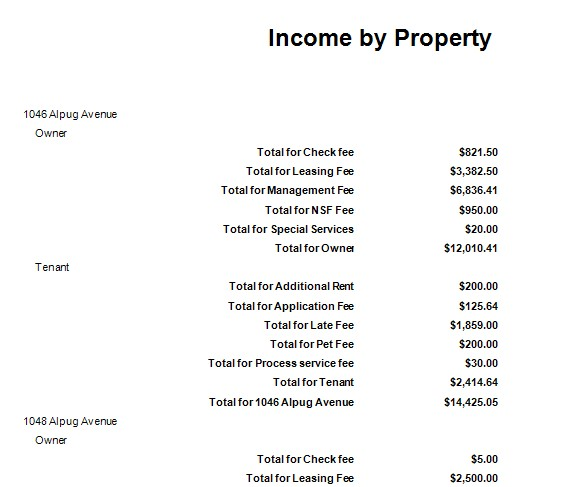 Income by Property
1046 Alpug Avenue
Owner
Total for Check fee $821.50
Total for Leasing Fee $3,382.50
Total for Management Fee $6,836.41
Total for NSF Fee $950.00
Total for Special Services $20.00
Total for Owner $12,010.41
Tenant
Total for Additional Rent $200.00
Total for Application Fee $125.64
Total for Late Fee $1,859.00
Total for Pet Fee $200.00
Total for Process service fee $30.00
Total for Tenant $2,414.64
Total for 1046 Alpug Avenue $14,425.05
1048 Alpug Avenue
Owner
Total for Check fee $5.00
Total for Leasing Fee $2,500.00